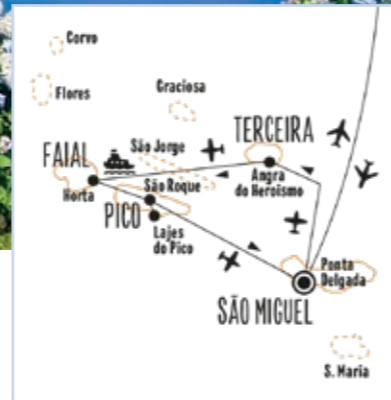 Corvo
Flores
Graciosa
TERCEIRA
FAIAL
São Jorge
Horta
São Roque
Angra
do Heroísmo
PICO
Lajes
do Pico
Ponta
Delgada
SÃO MIGUEL
S. Maria